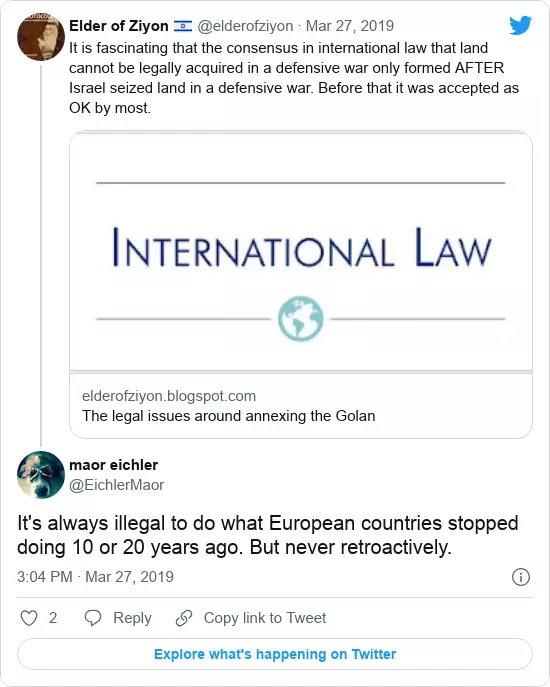 Elder of Ziyon 🇮🇱 @elderofziyon · Mar 27, 2019
It is fascinating that the consensus in international law that land
cannot be legally acquired in a defensive war only formed AFTER
Israel seized land in a defensive war. Before that it was accepted as
OK by most.
INTERNATIONAL LAW
elderofziyon.blogspot.com
The legal issues around annexing the Golan
maor eichler
@EichlerMaor
It's always illegal to do what European countries stopped
doing 10 or 20 years ago. But never retroactively.
3:04 PM · Mar 27, 2019
2 Reply Copy link to Tweet
Explore what's happening on Twitter